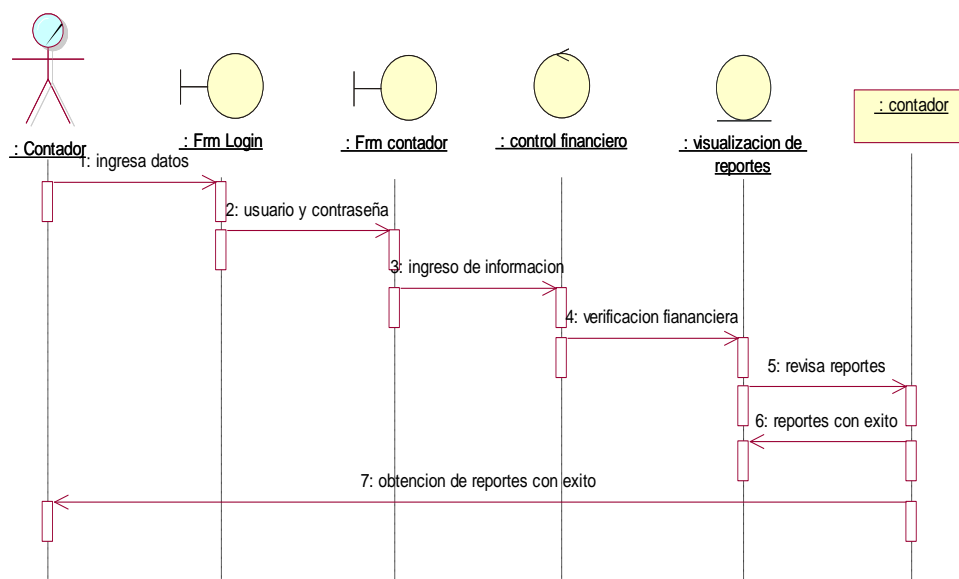 : Contador
: Frm Login
: Frm contador
: control financiero
: visualizacion de
reportes
: contador
1: ingresa datos
2: usuario y contraseña
3: ingreso de informacion
4: verificacion fiananciera
5: revisa reportes
6: reportes con exito
7: obtencion de reportes con exito